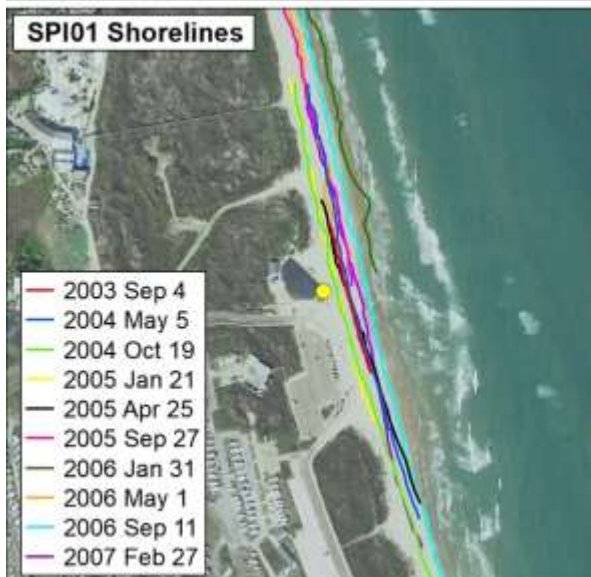 SPI01 Shorelines
2003 Sep 4
2004 May 5
2004 Oct 19
2005 Jan 21
2005 Apr 25
2005 Sep 27
2006 Jan 31
2006 May 1
2006 Sep 11
2007 Feb 27